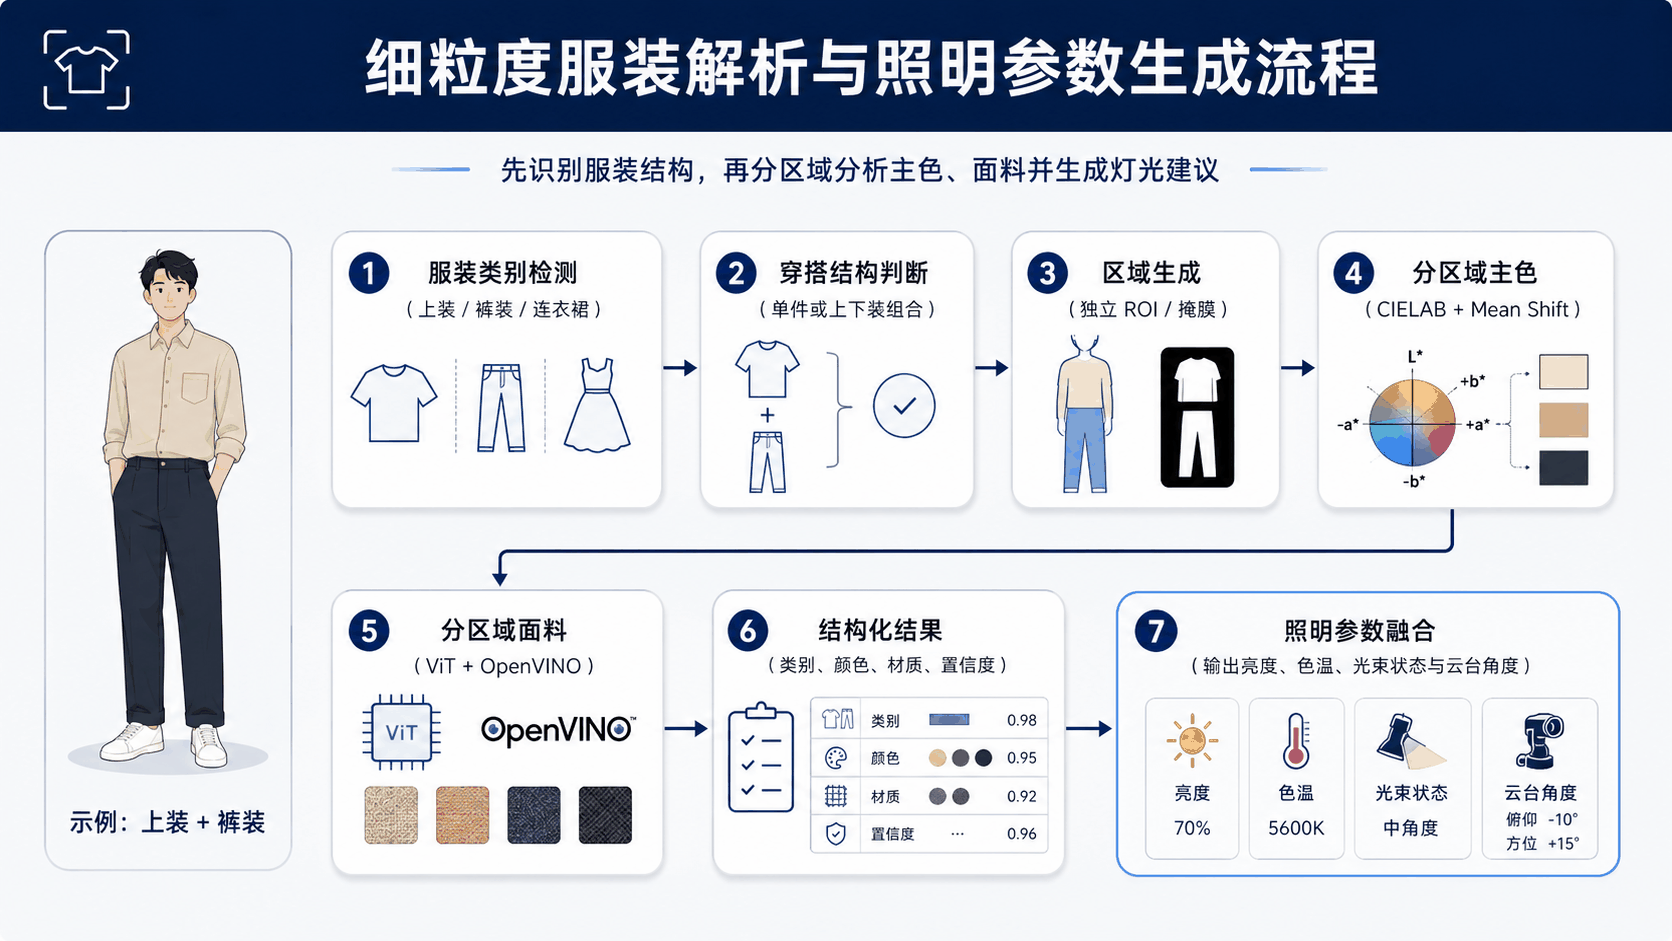 细粒度服装解析与照明参数生成流程
先识别服装结构，再分区域分析主色、面料并生成灯光建议
示例：上装 + 裤装
1 服装类别检测
（上装 / 裤装 / 连衣裙）
2 穿搭结构判断
（单件或上下装组合）
+
3 区域生成
（独立 ROI / 掩膜）
4 分区域主色
（CIELAB + Mean Shift）
L*
+b*
-a*
+a*
-b*
5 分区域面料
（ViT + OpenVINO）
ViT
OpenVINO™
6 结构化结果
（类别、颜色、材质、置信度）
类别 0.98
颜色 0.95
材质 0.92
置信度 ... 0.96
7 照明参数融合
（输出亮度、色温、光束状态与云台角度）
亮度
70%
色温
5600K
光束状态
中角度
云台角度
俯仰 -10°
方位 +15°